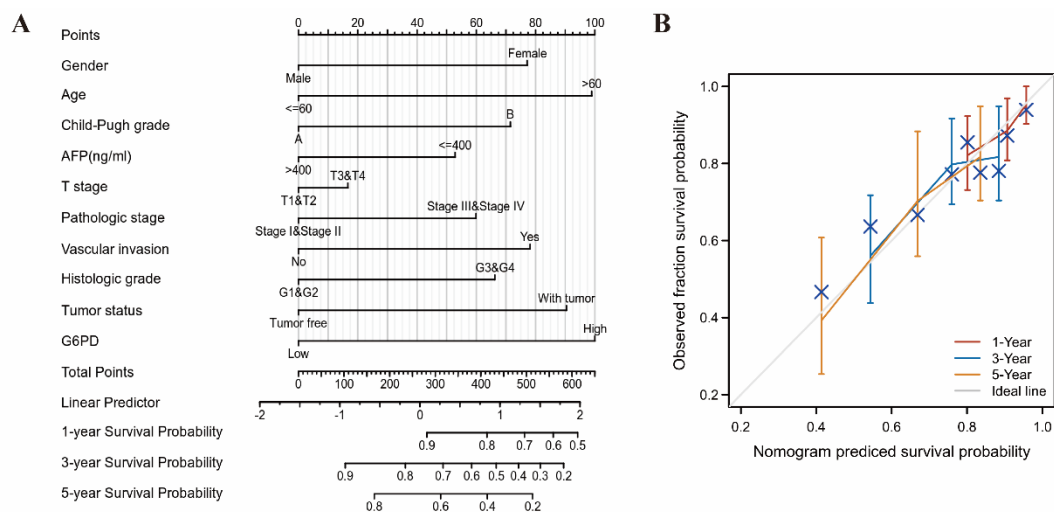 A
Points
0 20 40 60 80 100
Gender
Female
Male
Age
>60
<=60
Child-Pugh grade
B
A
AFP(ng/ml)
<=400
>400
T stage
T3&T4
T1&T2
Pathologic stage
Stage III&Stage IV
Stage I&Stage II
Vascular invasion
Yes
No
Histologic grade
G3&G4
G1&G2
Tumor status
With tumor
Tumor free
G6PD
High
Low
Total Points
0 100 200 300 400 500 600
Linear Predictor
-2 -1 0 1 2
1-year Survival Probability
0.9 0.8 0.7 0.6 0.5
3-year Survival Probability
0.9 0.8 0.7 0.6 0.5 0.4 0.3 0.2
5-year Survival Probability
0.8 0.6 0.4 0.2
B
Observed fraction survival probability
1.0
0.8
0.6
0.4
0.2
1-Year
3-Year
5-Year
Ideal line
0.2 0.4 0.6 0.8 1.0
Nomogram prediced survival probability